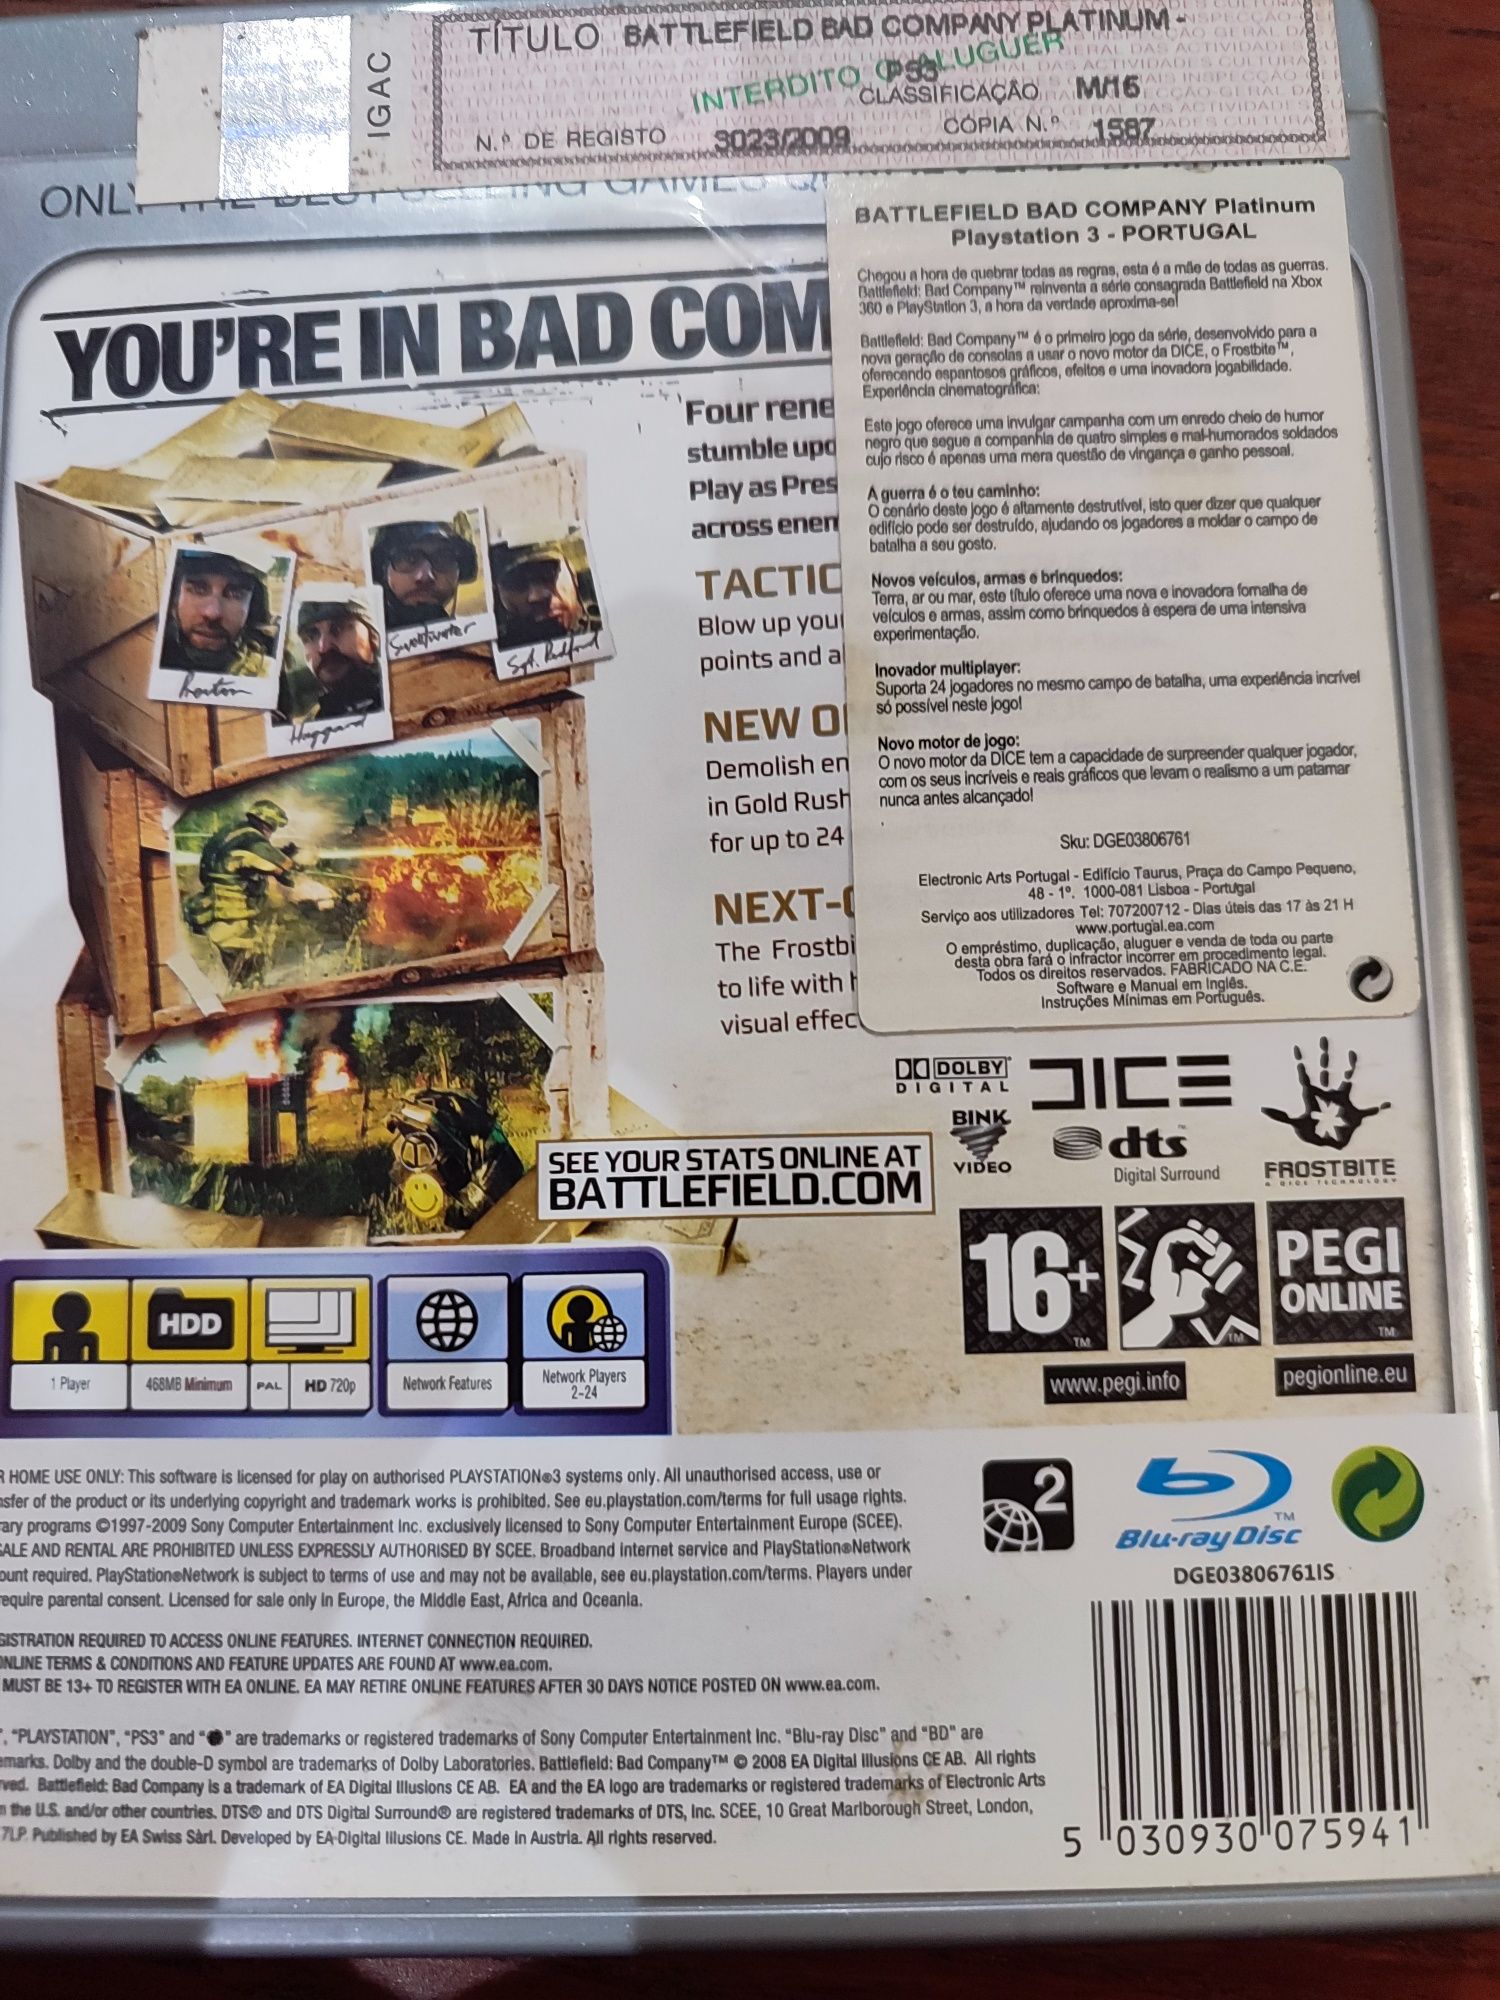 IGAC
TÍTULO BATTLEFIELD BAD COMPANY PLATINUM -
PS3
INTERDITO O ALUGUER
CLASSIFICAÇÃO M/16
N.º DE REGISTO 3023/2009
CÓPIA N.º 1587
ONLY THE BEST-SELLING GAMES
YOU'RE IN BAD COM
Four rene
stumble upo
Play as Pres
across enem
TACTIC
Blow up your
points and a
NEW O
Demolish en
in Gold Rush
for up to 24
NEXT-G
The Frostbi
to life with h
visual effec
Preston
Haggard
Sweetwater
Sgt. Redford
BATTLEFIELD BAD COMPANY Platinum
Playstation 3 - PORTUGAL
Chegou a hora de quebrar todas as regras, esta é a mãe de todas as guerras.
Battlefield: Bad Company™ reinventa a série consagrada Battlefield na Xbox
360 e PlayStation 3, a hora da verdade aproxima-se!
Battlefield: Bad Company™ é o primeiro jogo da série, desenvolvido para a
nova geração de consolas a usar o novo motor da DICE, o Frostbite™,
oferecendo espantosos gráficos, efeitos e uma inovadora jogabilidade.
Experiência cinematográfica:
Este jogo oferece uma invulgar campanha com um enredo cheio de humor
negro que segue a companhia de quatro simples e mal-humorados soldados
cujo risco é apenas uma mera questão de vingança e ganho pessoal.
A guerra é o teu caminho:
O cenário deste jogo é altamente destrutível, isto quer dizer que qualquer
edifício pode ser destruído, ajudando os jogadores a moldar o campo de
batalha a seu gosto.
Novos veículos, armas e brinquedos:
Terra, ar ou mar, este título oferece uma nova e inovadora fornalha de
veículos e armas, assim como brinquedos à espera de uma intensiva
experimentação.
Inovador multiplayer:
Suporta 24 jogadores no mesmo campo de batalha, uma experiência incrível
só possível neste jogo!
Novo motor de jogo:
O novo motor da DICE tem a capacidade de surpreender qualquer jogador,
com os seus incríveis e reais gráficos que levam o realismo a um patamar
nunca antes alcançado!
Sku: DGE03806761
Electronic Arts Portugal - Edifício Taurus, Praça do Campo Pequeno,
48 - 1º. 1000-081 Lisboa - Portugal
Serviço aos utilizadores Tel: 707200712 - Dias úteis das 17 às 21 H
www.portugal.ea.com
O empréstimo, duplicação, aluguer e venda de toda ou parte
desta obra fará o infractor incorrer em procedimento legal.
Todos os direitos reservados. FABRICADO NA C.E.
Software e Manual em Inglês.
Instruções Mínimas em Português.
SEE YOUR STATS ONLINE AT
BATTLEFIELD.COM
DOLBY
DIGITAL
DICE
BINK
VIDEO
dts
Digital Surround
FROSTBITE
A DICE TECHNOLOGY
16+
TM
TM
PEGI
ONLINE
TM
www.pegi.info
pegionline.eu
HDD
1 Player
468MB Minimum
PAL
HD 720p
Network Features
Network Players
2-24
R HOME USE ONLY: This software is licensed for play on authorised PLAYSTATION®3 systems only. All unauthorised access, use or
nsfer of the product or its underlying copyright and trademark works is prohibited. See eu.playstation.com/terms for full usage rights.
rary programs ©1997-2009 Sony Computer Entertainment Inc. exclusively licensed to Sony Computer Entertainment Europe (SCEE).
SALE AND RENTAL ARE PROHIBITED UNLESS EXPRESSLY AUTHORISED BY SCEE. Broadband internet service and PlayStation®Network
ount required. PlayStation®Network is subject to terms of use and may not be available, see eu.playstation.com/terms. Players under
require parental consent. Licensed for sale only in Europe, the Middle East, Africa and Oceania.
GISTRATION REQUIRED TO ACCESS ONLINE FEATURES. INTERNET CONNECTION REQUIRED.
ONLINE TERMS & CONDITIONS AND FEATURE UPDATES ARE FOUND AT www.ea.com.
MUST BE 13+ TO REGISTER WITH EA ONLINE. EA MAY RETIRE ONLINE FEATURES AFTER 30 DAYS NOTICE POSTED ON www.ea.com.
", "PLAYSTATION", "PS3" and " " are trademarks or registered trademarks of Sony Computer Entertainment Inc. "Blu-ray Disc" and "BD" are
emarks. Dolby and the double-D symbol are trademarks of Dolby Laboratories. Battlefield: Bad Company™ © 2008 EA Digital Illusions CE AB. All rights
rved. Battlefield: Bad Company is a trademark of EA Digital Illusions CE AB. EA and the EA logo are trademarks or registered trademarks of Electronic Arts
n the U.S. and/or other countries. DTS® and DTS Digital Surround® are registered trademarks of DTS, Inc. SCEE, 10 Great Marlborough Street, London,
7LP. Published by EA Swiss Sàrl. Developed by EA Digital Illusions CE. Made in Austria. All rights reserved.
2
TM
Blu-ray Disc
DGE03806761IS
5 030930 075941